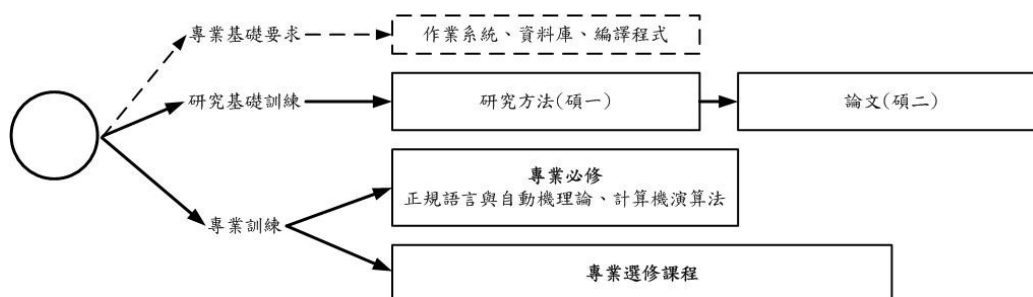 專業基礎要求
作業系統、資料庫、編譯程式
研究基礎訓練
研究方法(碩一)
論文(碩二)
專業訓練
專業必修
正規語言與自動機理論、計算機演算法
專業選修課程